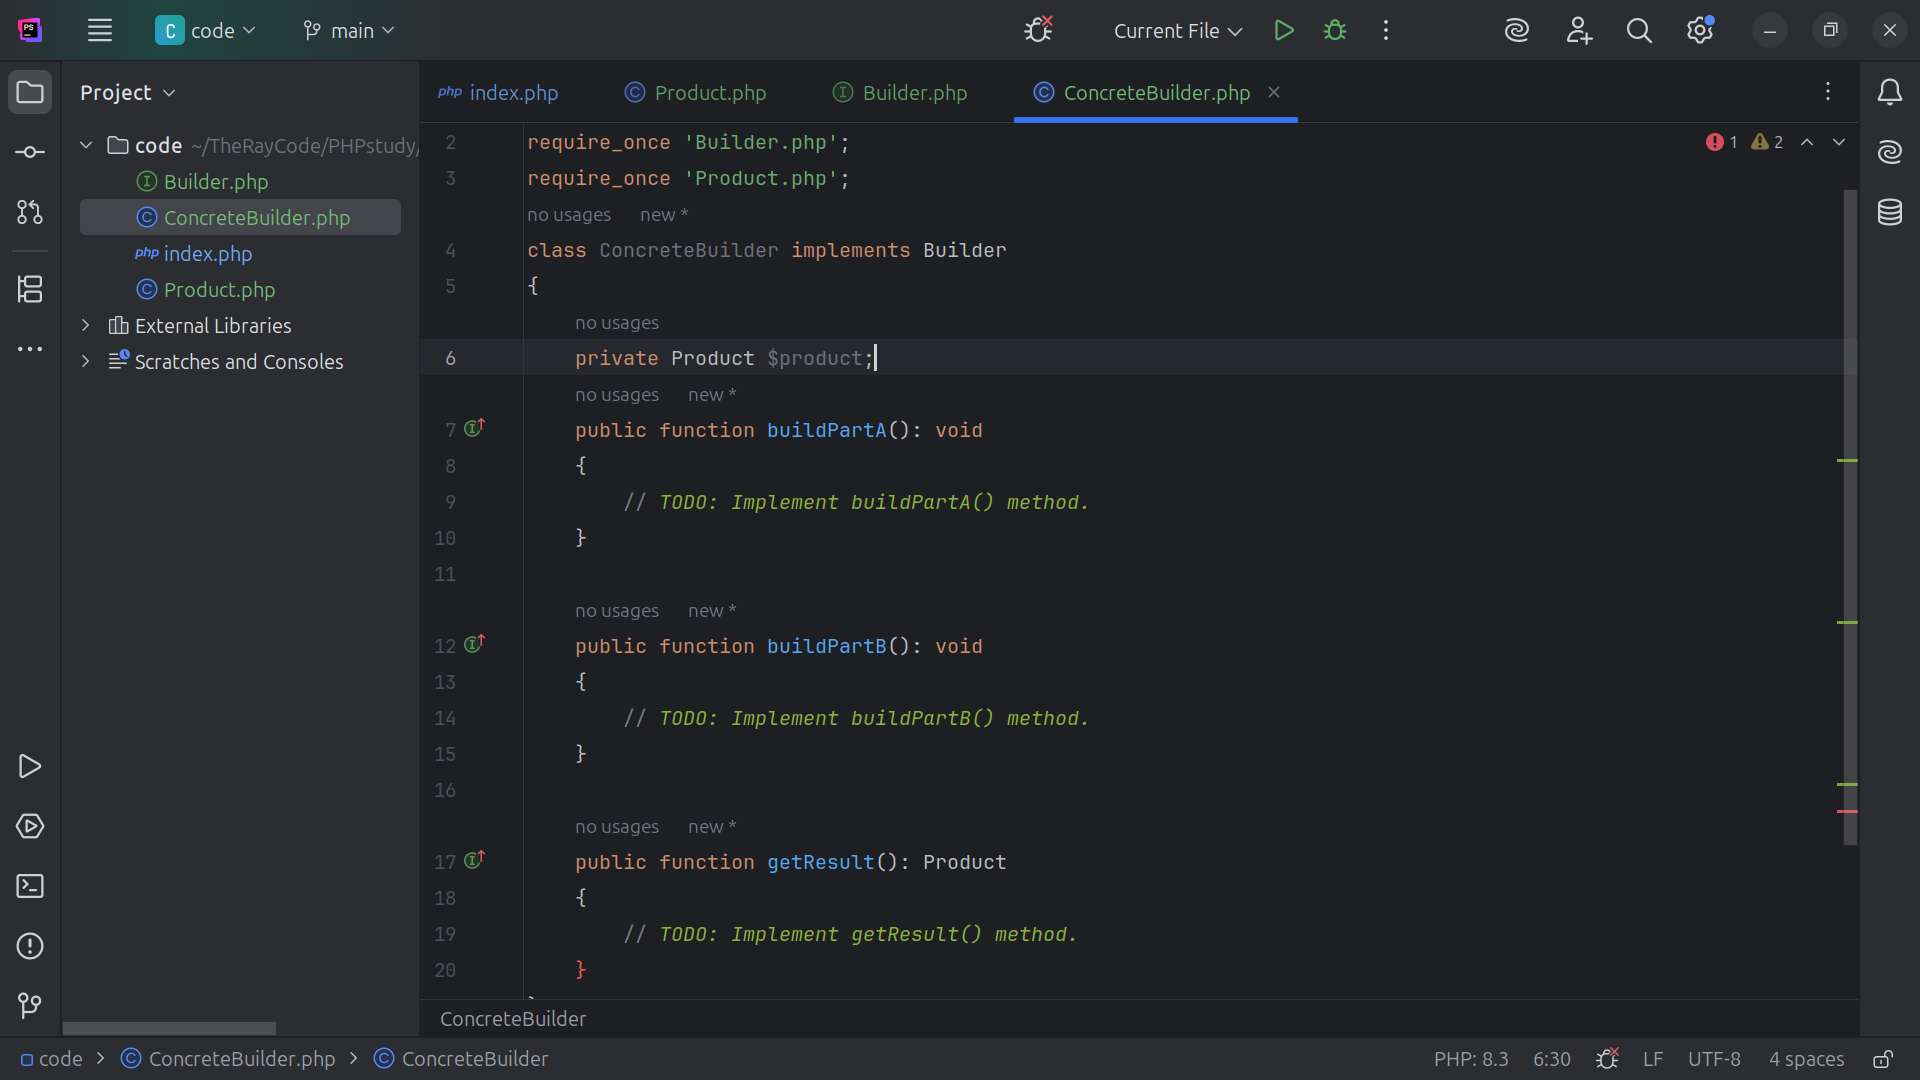 PS
C code main Current File
Project
php index.php Product.php Builder.php ConcreteBuilder.php
code ~/TheRayCode/PHPstudy/
Builder.php
ConcreteBuilder.php
php index.php
Product.php
External Libraries
Scratches and Consoles
1 2
2 require_once 'Builder.php';
3 require_once 'Product.php';
no usages new *
4 class ConcreteBuilder implements Builder
5 {
no usages
6 private Product $product;
no usages new *
7 public function buildPartA(): void
8 {
9 // TODO: Implement buildPartA() method.
10 }
11
no usages new *
12 public function buildPartB(): void
13 {
14 // TODO: Implement buildPartB() method.
15 }
16
no usages new *
17 public function getResult(): Product
18 {
19 // TODO: Implement getResult() method.
20 }
ConcreteBuilder
code > ConcreteBuilder.php > ConcreteBuilder
PHP: 8.3 6:30 LF UTF-8 4 spaces